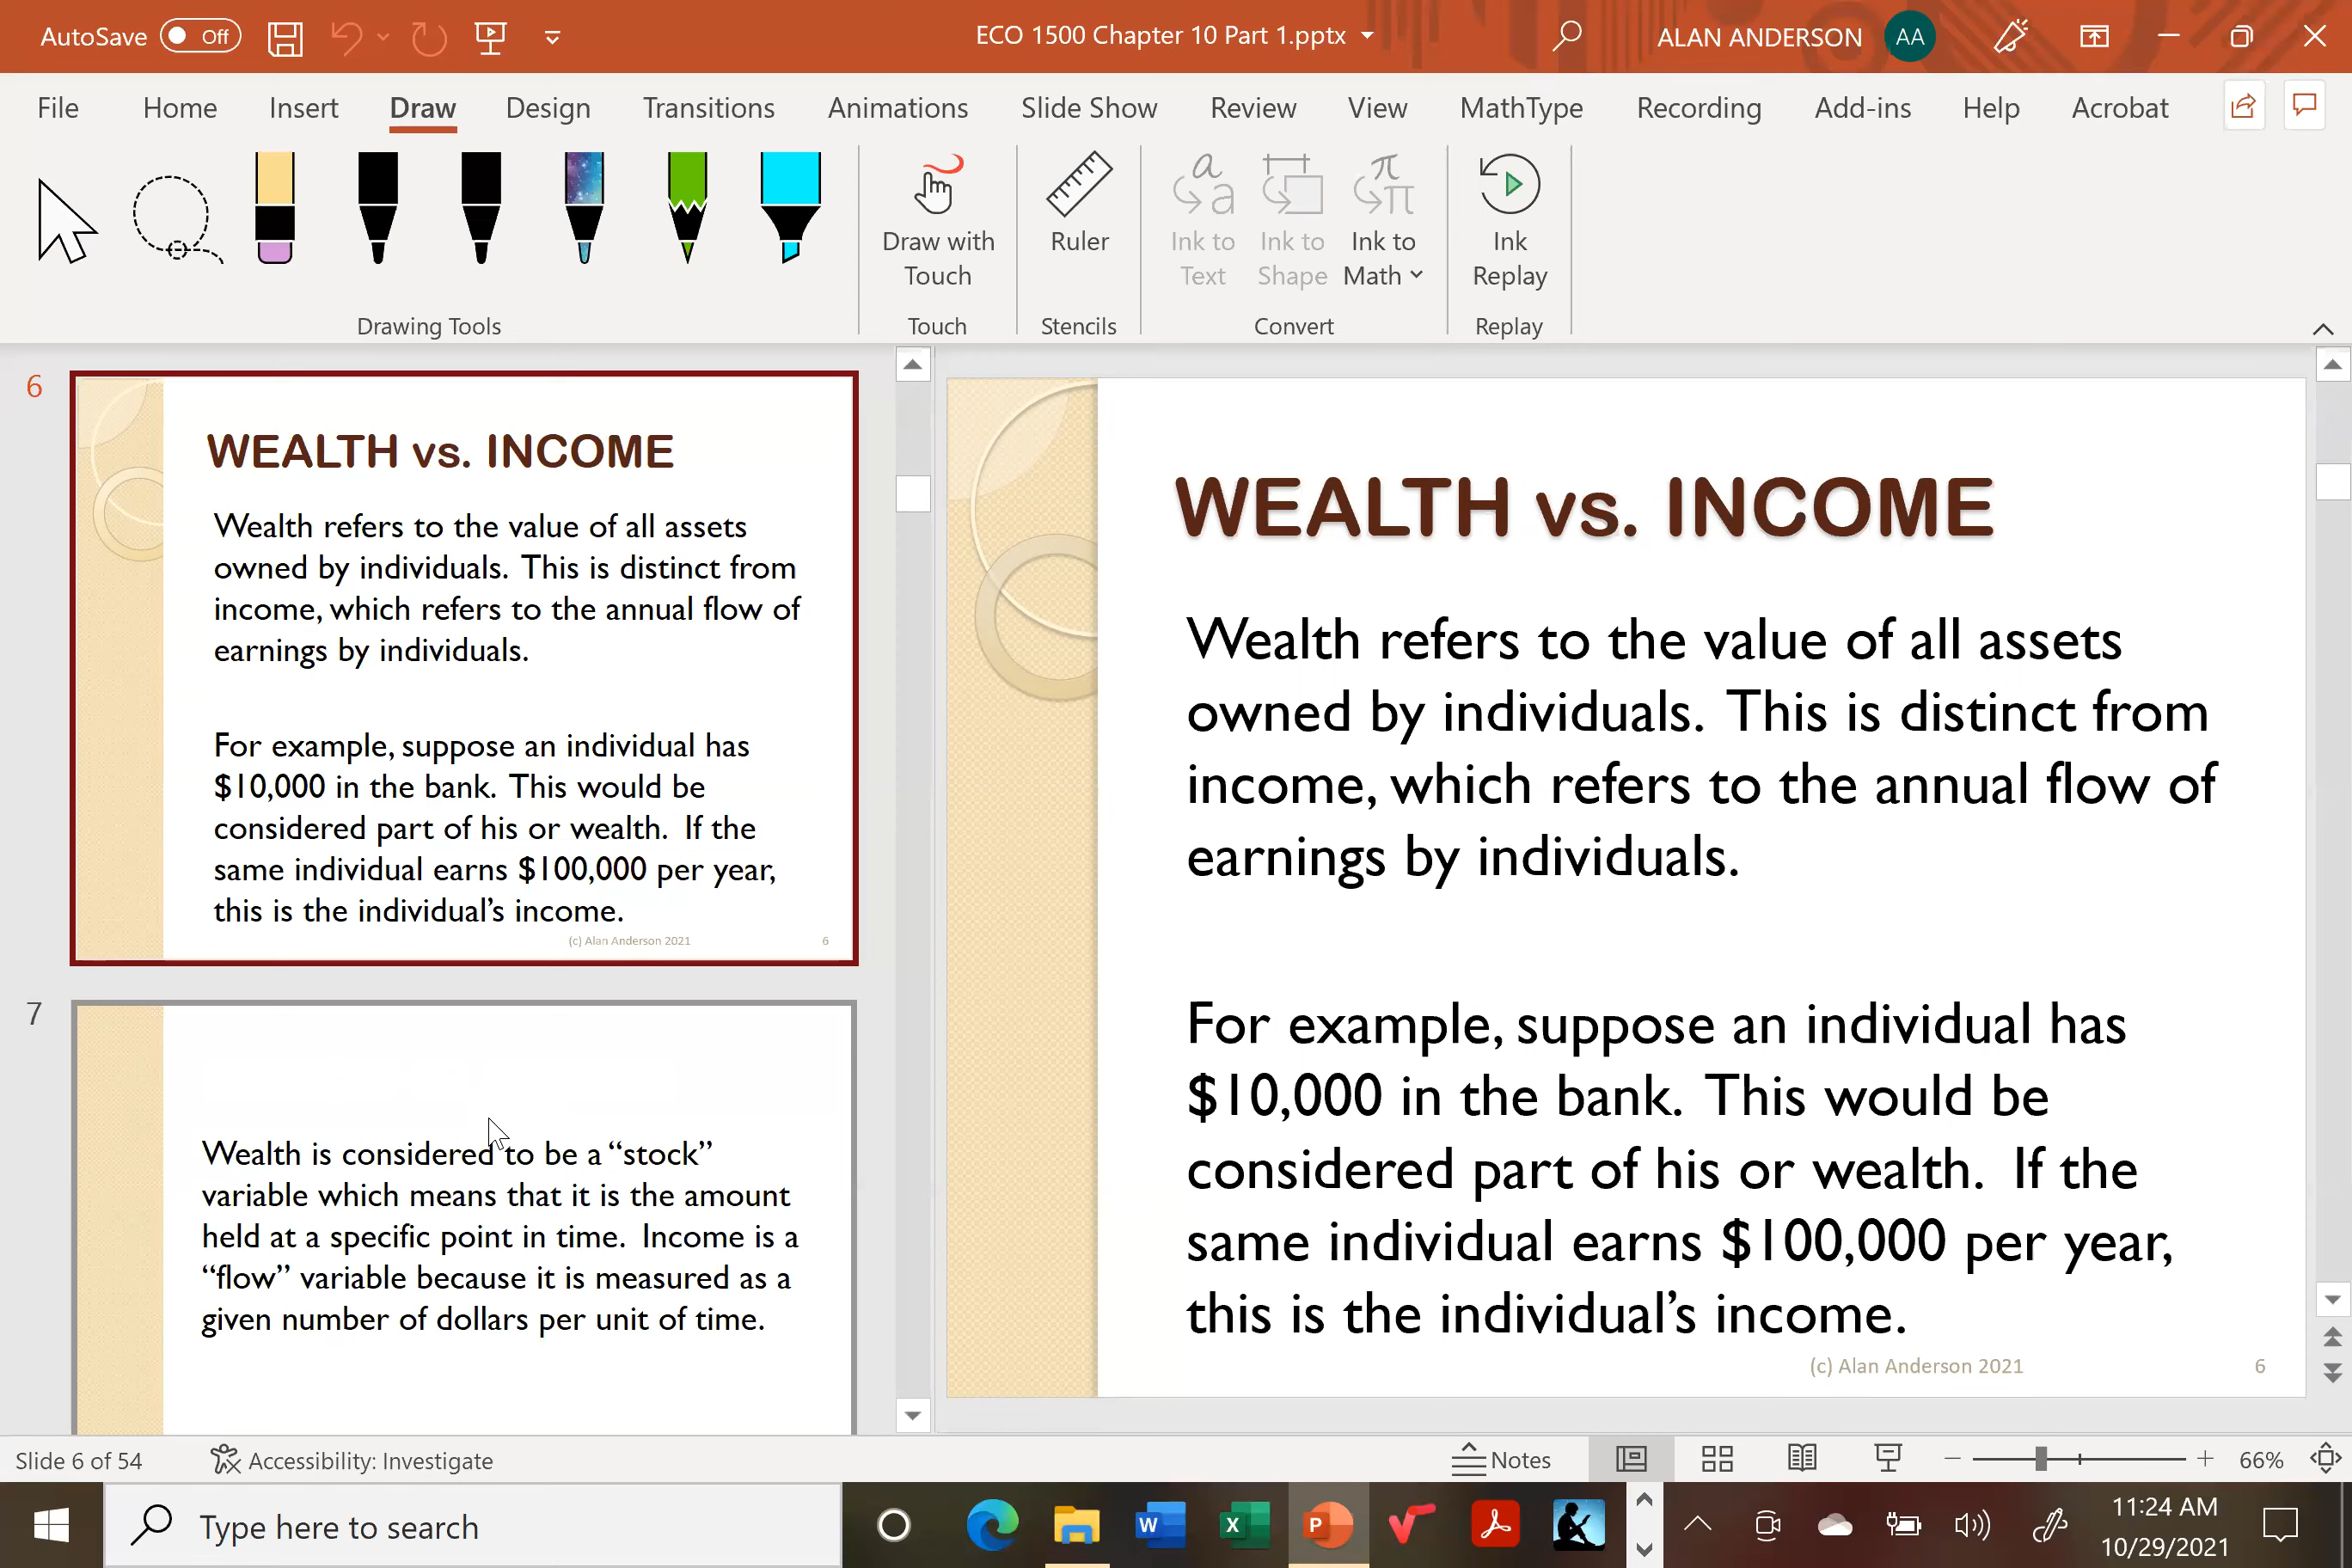 AutoSave Off ECO 1500 Chapter 10 Part 1.pptx ALAN ANDERSON AA
File Home Insert Draw Design Transitions Animations Slide Show Review View MathType Recording Add-ins Help Acrobat
Draw with Touch
Ruler
Ink to Text
Ink to Shape
Ink to Math
Ink Replay
Drawing Tools Touch Stencils Convert Replay
6
WEALTH vs. INCOME
Wealth refers to the value of all assets
owned by individuals. This is distinct from
income, which refers to the annual flow of
earnings by individuals.
For example, suppose an individual has
$10,000 in the bank. This would be
considered part of his or wealth. If the
same individual earns $100,000 per year,
this is the individual’s income.
(c) Alan Anderson 2021 6
7
Wealth is considered to be a “stock”
variable which means that it is the amount
held at a specific point in time. Income is a
“flow” variable because it is measured as a
given number of dollars per unit of time.
WEALTH vs. INCOME
Wealth refers to the value of all assets
owned by individuals. This is distinct from
income, which refers to the annual flow of
earnings by individuals.
For example, suppose an individual has
$10,000 in the bank. This would be
considered part of his or wealth. If the
same individual earns $100,000 per year,
this is the individual’s income.
(c) Alan Anderson 2021 6
Slide 6 of 54 Accessibility: Investigate Notes 66%
Type here to search
11:24 AM
10/29/2021